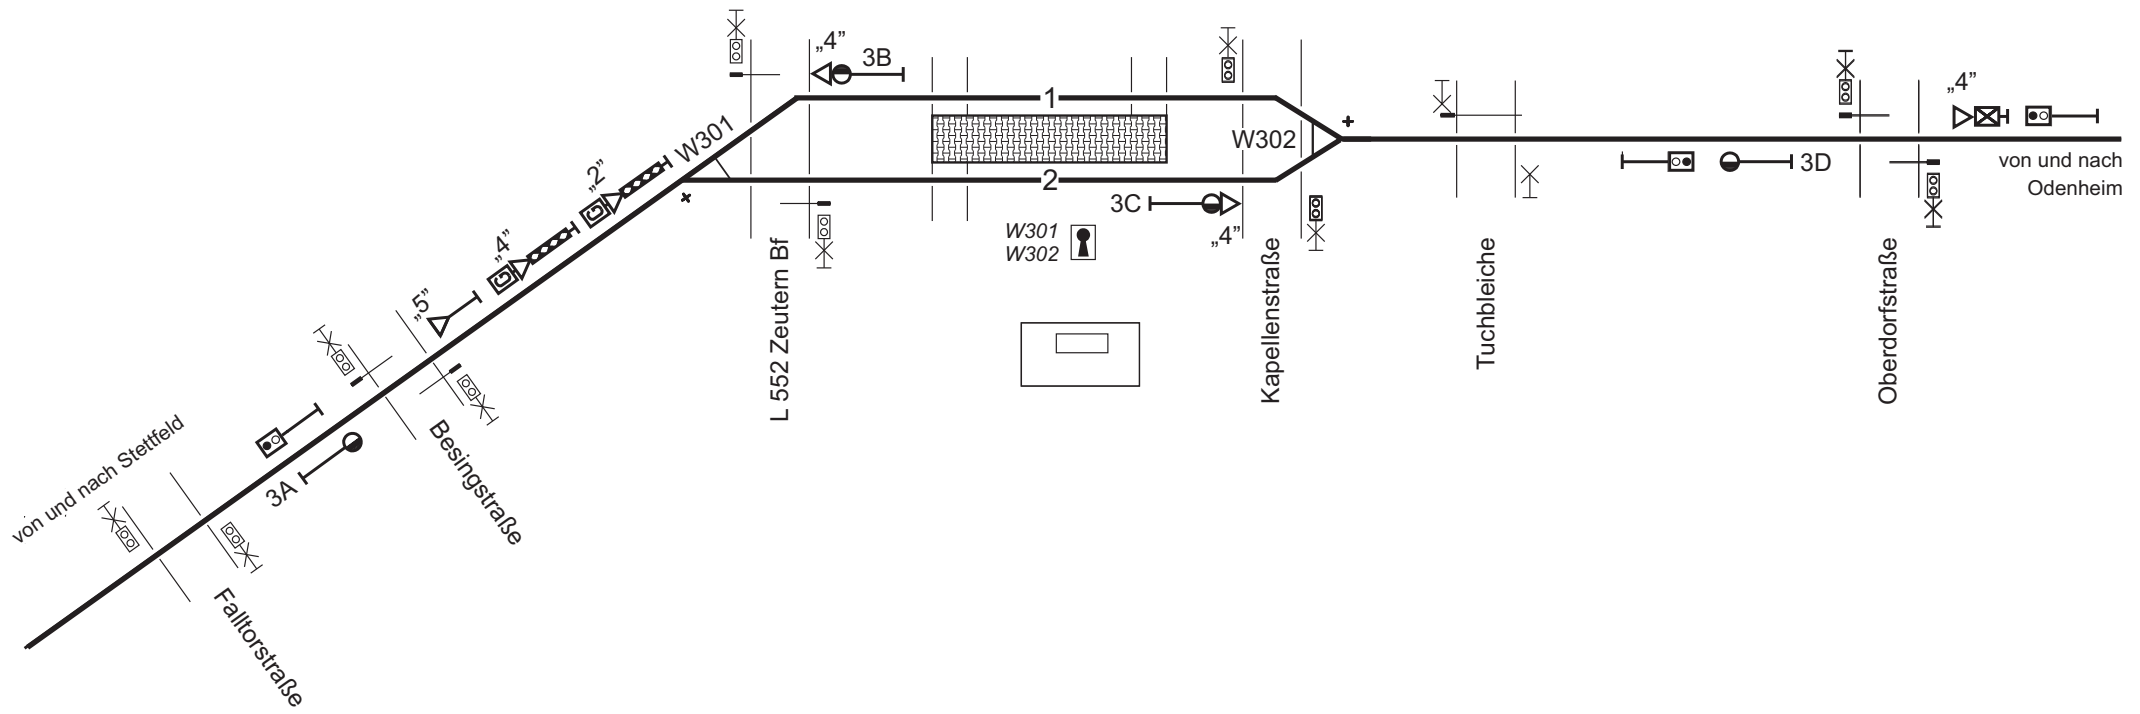 „4”
3B
1
W301
W302
„4”
„2”
G
2
3C
„4”
3D
von und nach
Odenheim
W301
W302
„4”
G
„5”
L 552 Zeutern Bf
Kapellenstraße
Tuchbleiche
Oberdorfstraße
von und nach Stettfeld
3A
Besingstraße
Falltorstraße